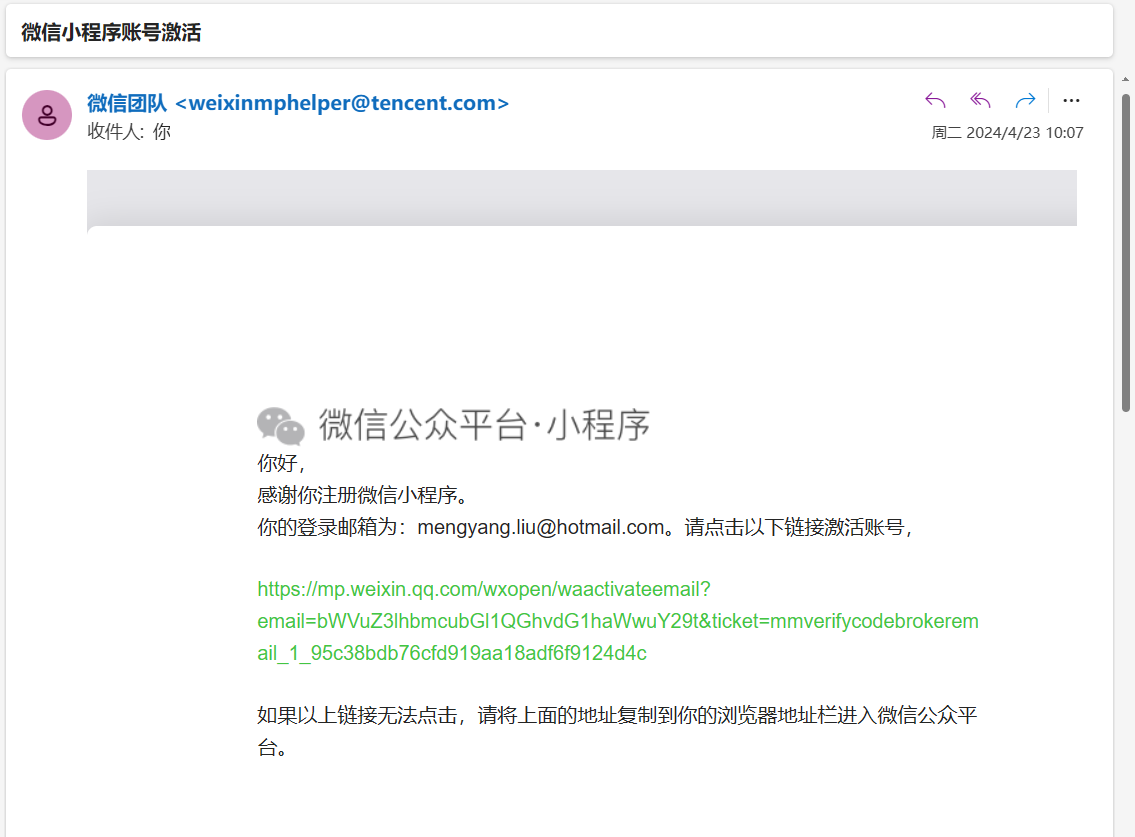 微信小程序账号激活
微信团队 <weixinmphelper@tencent.com>
收件人: 你
周二 2024/4/23 10:07
微信公众平台·小程序
你好，
感谢你注册微信小程序。
你的登录邮箱为：mengyang.liu@hotmail.com。请点击以下链接激活账号，
https://mp.weixin.qq.com/wxopen/waactivateemail?
email=bWVuZ3lhbmcubGl1QGhvdG1haWwuY29t&ticket=mmverifycodebrokerem
ail_1_95c38bdb76cfd919aa18adf6f9124d4c
如果以上链接无法点击，请将上面的地址复制到你的浏览器地址栏进入微信公众平
台。